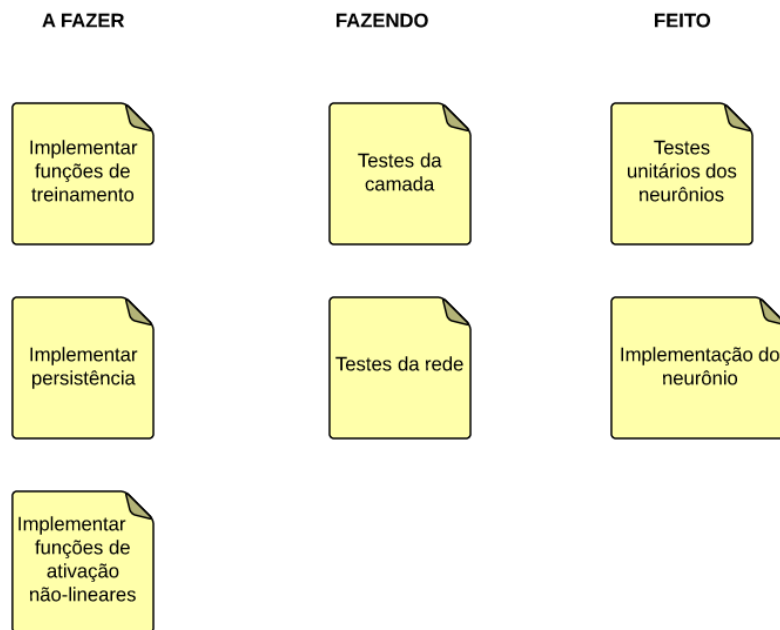 A FAZER
FAZENDO
FEITO
Implementar
funções de
treinamento
Testes da
camada
Testes
unitários dos
neurônios
Implementar
persistência
Testes da rede
Implementação do
neurônio
Implementar
funções de
ativação
não-lineares